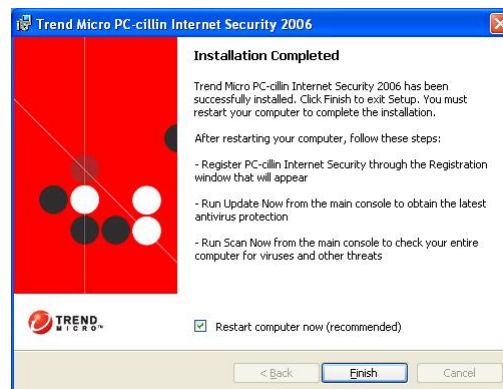 Trend Micro PC-cillin Internet Security 2006
Installation Completed
Trend Micro PC-cillin Internet Security 2006 has been
successfully installed. Click Finish to exit Setup. You must
restart your computer to complete the installation.
After restarting your computer, follow these steps:
- Register PC-cillin Internet Security through the Registration
window that will appear
- Run Update Now from the main console to obtain the latest
antivirus protection
- Run Scan Now from the main console to check your entire
computer for viruses and other threats
TREND
MICRO™
Restart computer now (recommended)
< Back
Finish
Cancel